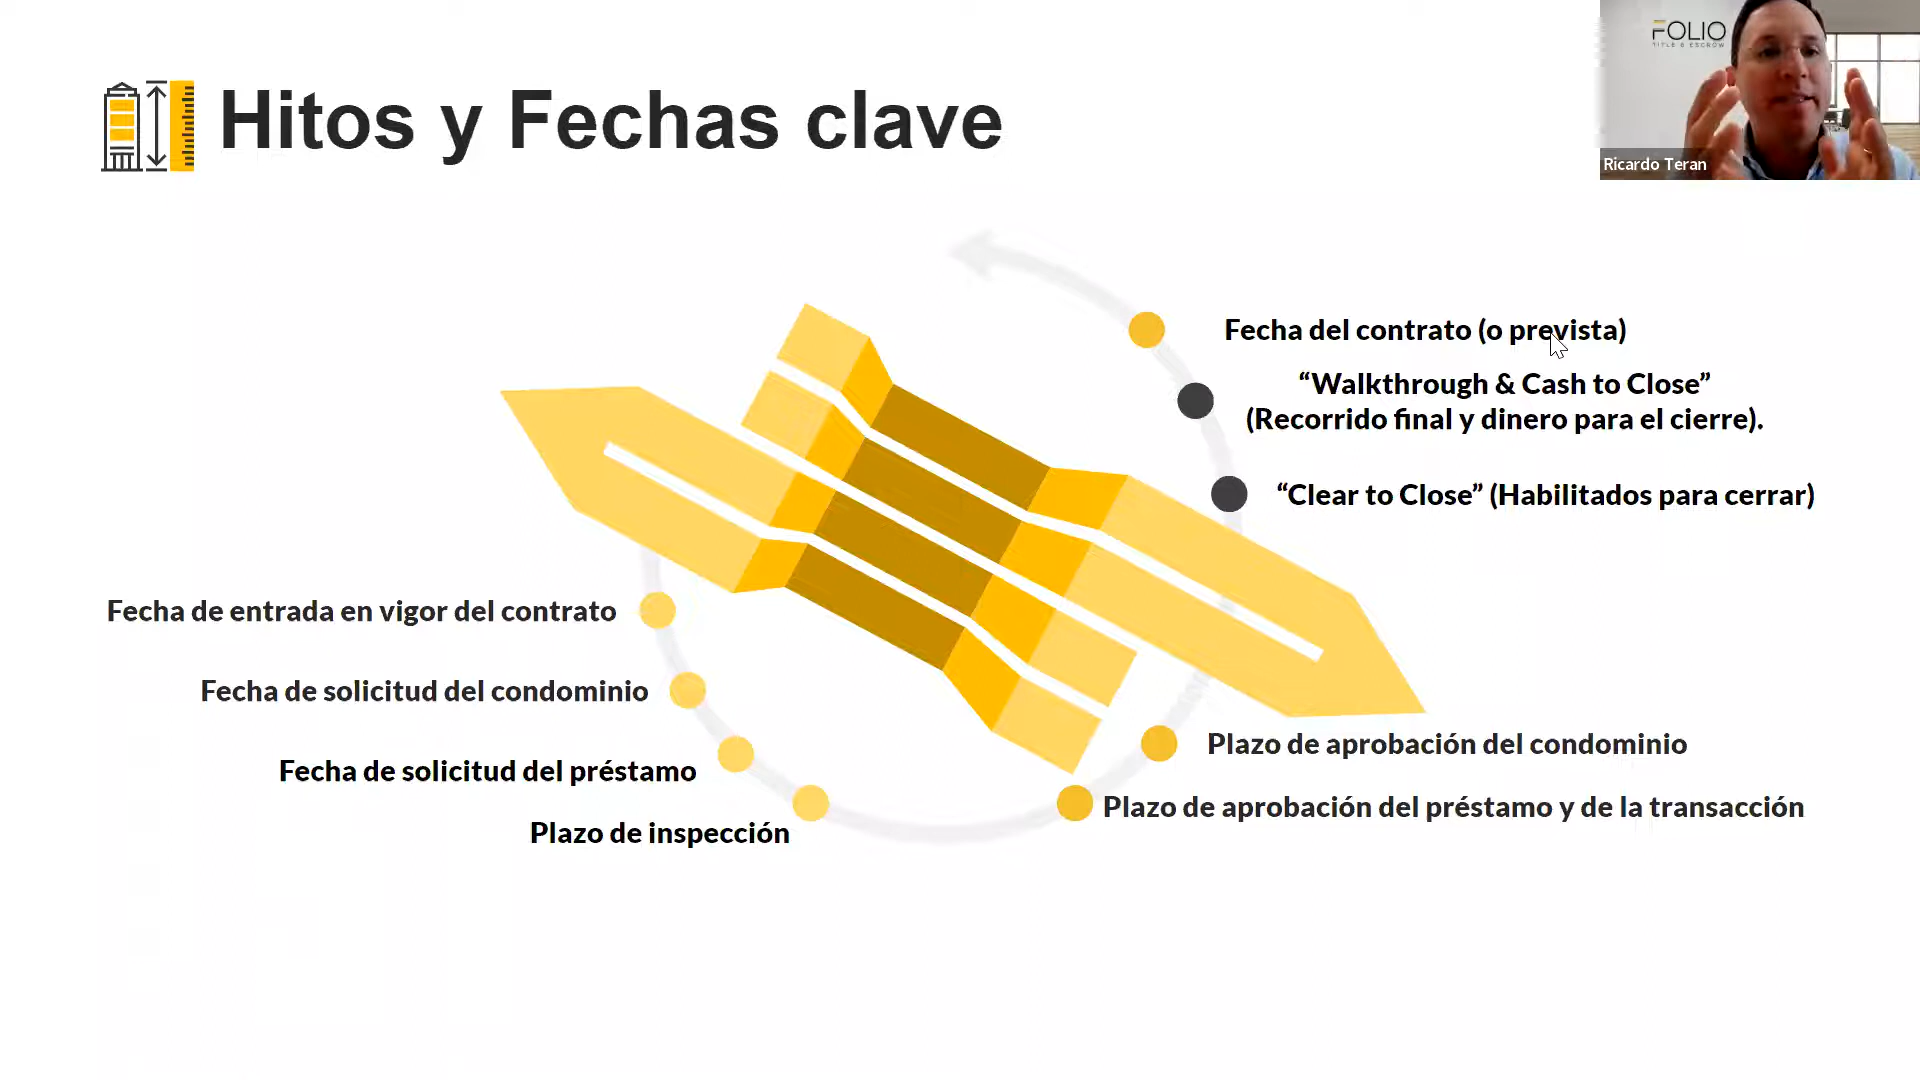 Hitos y Fechas clave
FOLIO
TITLE & ESCROW
Ricardo Teran
Fecha del contrato (o prevista)
“Walkthrough & Cash to Close”
(Recorrido final y dinero para el cierre).
“Clear to Close” (Habilitados para cerrar)
Fecha de entrada en vigor del contrato
Fecha de solicitud del condominio
Fecha de solicitud del préstamo
Plazo de inspección
Plazo de aprobación del condominio
Plazo de aprobación del préstamo y de la transacción